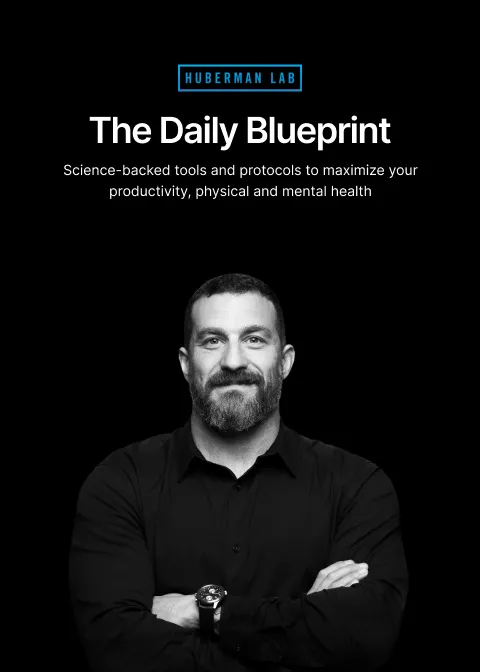 HUBERMAN LAB
The Daily Blueprint
Science-backed tools and protocols to maximize your
productivity, physical and mental health